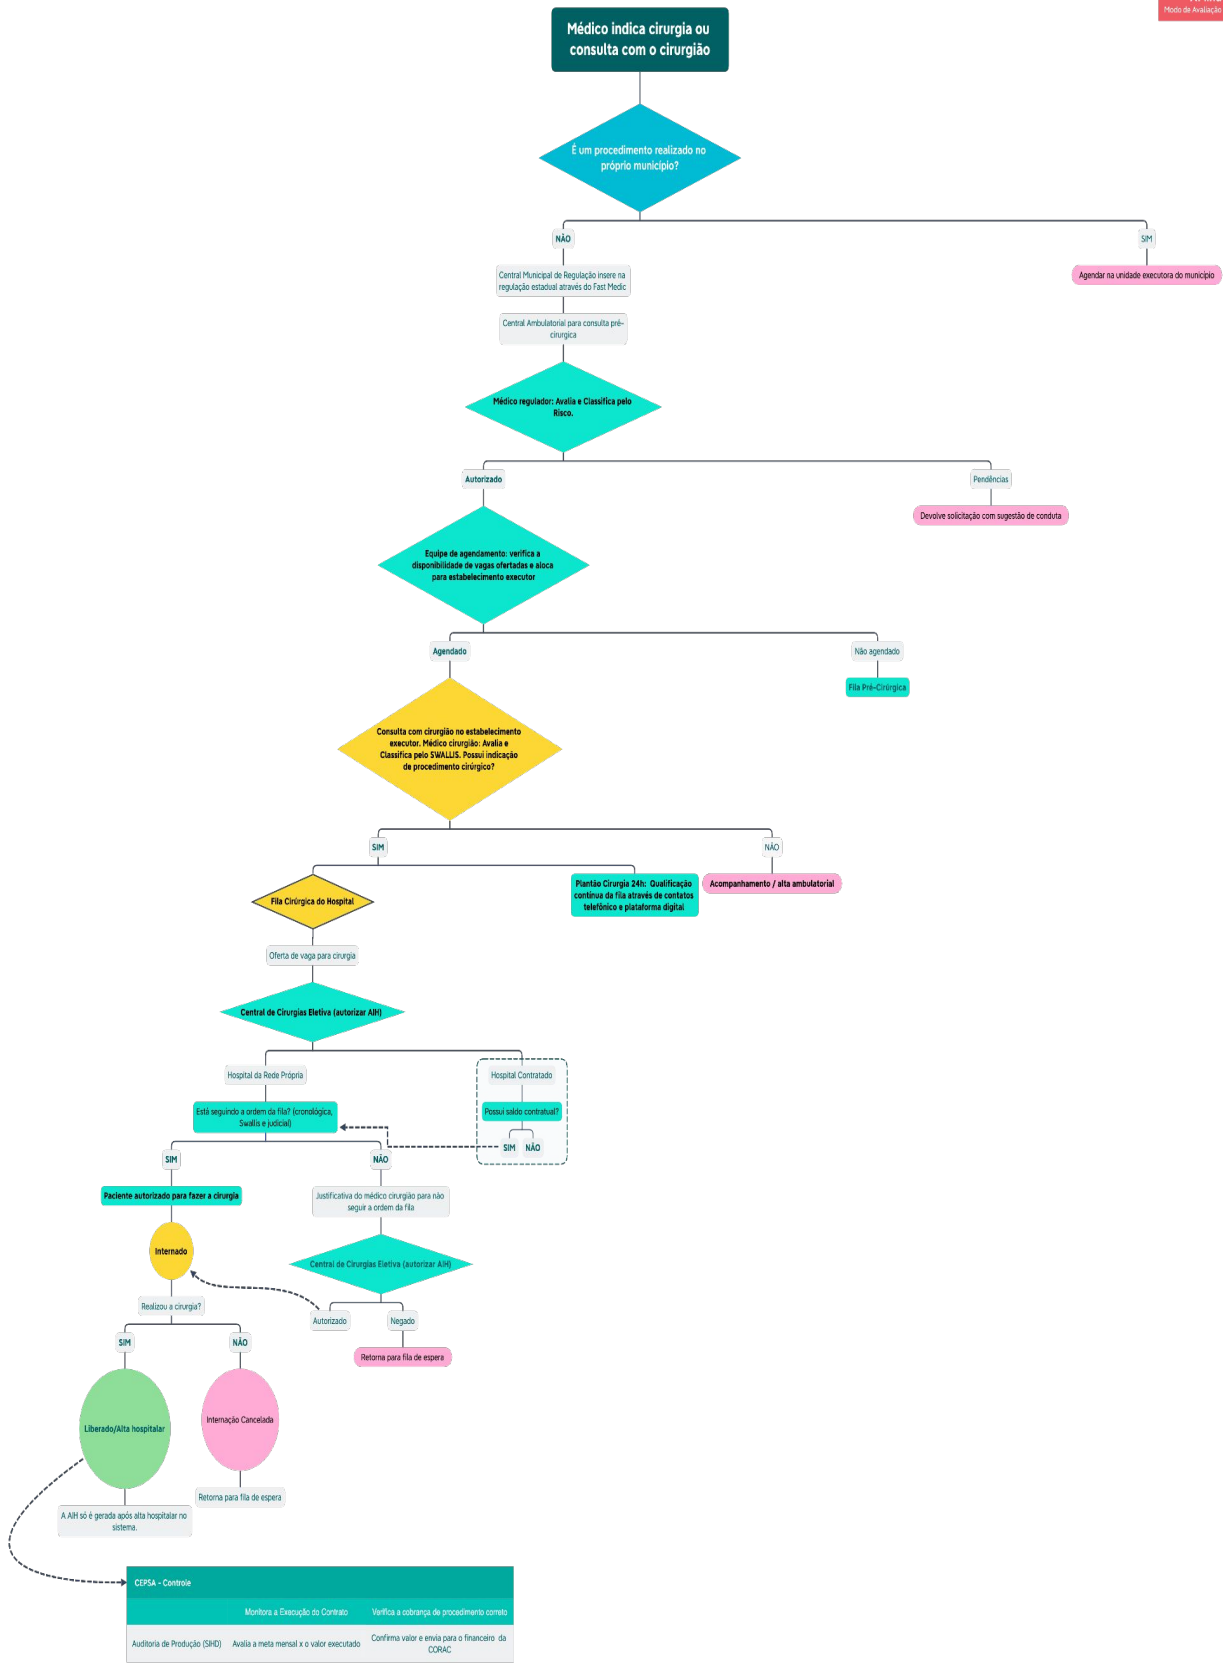 Modo de Avaliação
Médico indica cirurgia ou
consulta com o cirurgião
É um procedimento realizado no
próprio município?
NÃO
SIM
Central Municipal de Regulação insere na
regulação estadual através do Fast Medic
Agendar na unidade executora do município
Central Ambulatorial para consulta pré-
cirurgica
Médico regulador: Avalia e Classifica pelo
Risco.
Autorizado
Pendências
Devolve solicitação com sugestão de conduta
Equipe de agendamento: verifica a
disponibilidade de vagas ofertadas e aloca
para estabelecimento executor
Agendado
Não agendado
Fila Pré-Cirúrgica
Consulta com cirurgião no estabelecimento
executor. Médico cirurgião: Avalia e
Classifica pelo SWALLIS. Possui indicação
de procedimento cirúrgico?
SIM
NÃO
Fila Cirúrgica do Hospital
Plantão Cirurgia 24h: Qualificação
contínua da fila através de contatos
telefônico e plataforma digital
Acompanhamento / alta ambulatorial
Oferta de vaga para cirurgia
Central de Cirurgias Eletiva (autorizar AIH)
Hospital da Rede Própria
Hospital Contratado
Está seguindo a ordem da fila? (cronológica,
Swallis e judicial)
Possui saldo contratual?
SIM NÃO
SIM
NÃO
Paciente autorizado para fazer a cirurgia
Justificativa do médico cirurgião para não
seguir a ordem da fila
Internado
Central de Cirurgias Eletiva (autorizar AIH)
Realizou a cirurgia?
Autorizado
Negado
SIM
NÃO
Retorna para fila de espera
Liberado/Alta hospitalar
Internação Cancelada
Retorna para fila de espera
A AIH só é gerada após alta hospitalar no
sistema.
CEPSA - Controle
Monitora a Execução do Contrato
Verifica a cobrança de procedimento correto
Auditoria de Produção (SIHD)
Avalia a meta mensal x o valor executado
Confirma valor e envia para o financeiro da
CORAC